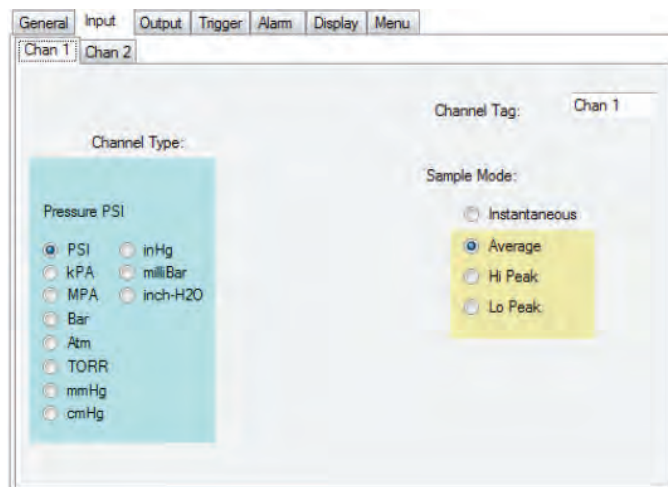 General Input Output Trigger Alarm Display Menu
Chan 1 Chan 2
Channel Tag: Chan 1
Channel Type:
Sample Mode:
Pressure PSI
Instantaneous
PSI inHg
Average
kPA milliBar
Hi Peak
MPA inch-H2O
Lo Peak
Bar
Atm
TORR
mmHg
cmHg